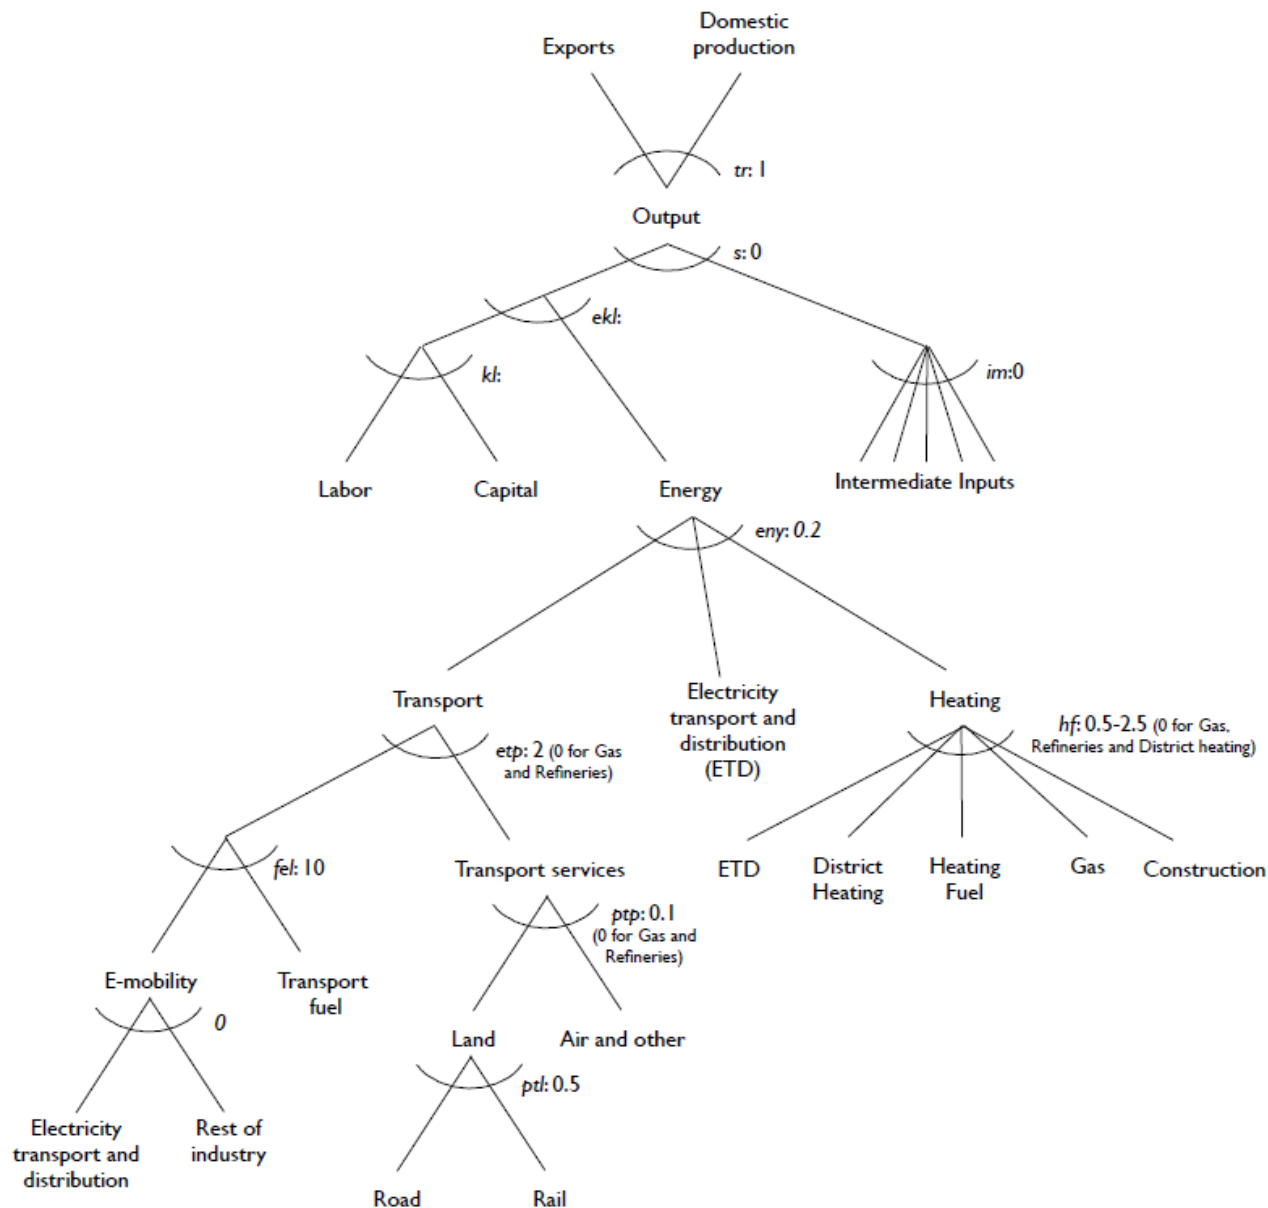 Exports
Domestic
production
tr: 1
Output
s: 0
ekl:
kl:
im:0
Labor
Capital
Energy
Intermediate Inputs
eny: 0.2
Transport
Electricity
transport and
distribution
(ETD)
Heating
etp: 2 (0 for Gas
and Refineries)
hf: 0.5-2.5 (0 for Gas,
Refineries and District heating)
fel: 10
Transport services
ETD
District
Heating
Heating
Fuel
Gas
Construction
ptp: 0.1
(0 for Gas and
Refineries)
E-mobility
Transport
fuel
0
Land
Air and other
ptl: 0.5
Electricity
transport and
distribution
Rest of
industry
Road
Rail